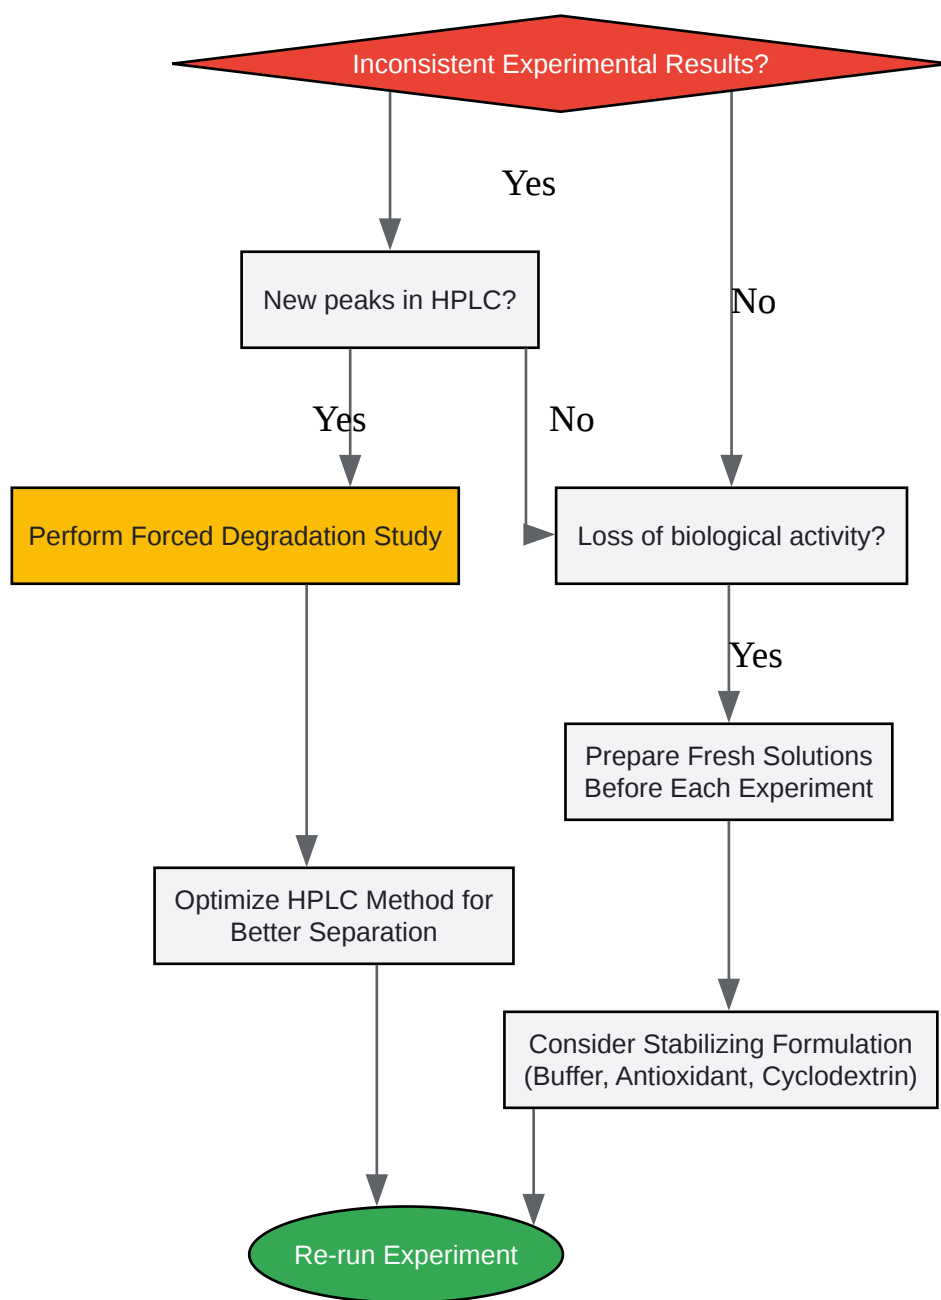 Inconsistent Experimental Results?
Yes
New peaks in HPLC?
No
Yes
No
Perform Forced Degradation Study
Loss of biological activity?
Yes
Prepare Fresh Solutions
Before Each Experiment
Optimize HPLC Method for
Better Separation
Consider Stabilizing Formulation
(Buffer, Antioxidant, Cyclodextrin)
Re-run Experiment